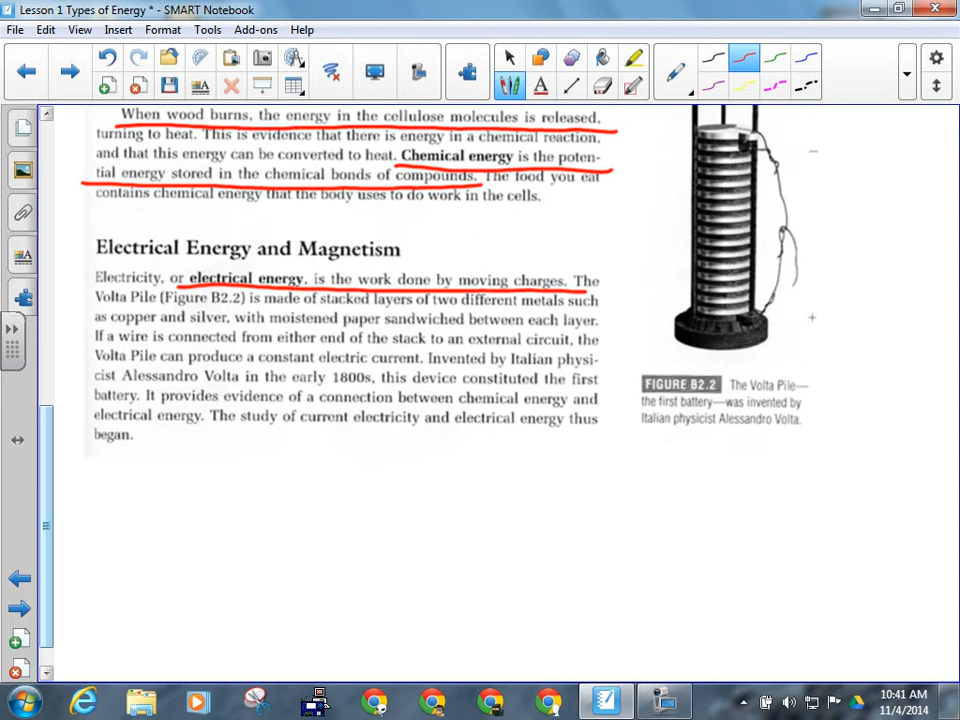 Lesson 1 Types of Energy * - SMART Notebook
File Edit View Insert Format Tools Add-ons Help
When wood burns, the energy in the cellulose molecules is released,
turning to heat. This is evidence that there is energy in a chemical reaction,
and that this energy can be converted to heat. Chemical energy is the poten-
tial energy stored in the chemical bonds of compounds. The food you eat
contains chemical energy that the body uses to do work in the cells.
Electrical Energy and Magnetism
Electricity, or electrical energy, is the work done by moving charges. The
Volta Pile (Figure B2.2) is made of stacked layers of two different metals such
as copper and silver, with moistened paper sandwiched between each layer.
If a wire is connected from either end of the stack to an external circuit, the
Volta Pile can produce a constant electric current. Invented by Italian physi-
cist Alessandro Volta in the early 1800s, this device constituted the first
battery. It provides evidence of a connection between chemical energy and
electrical energy. The study of current electricity and electrical energy thus
began.
–
+
FIGURE B2.2 The Volta Pile—
the first battery—was invented by
Italian physicist Alessandro Volta.
10:41 AM
11/4/2014